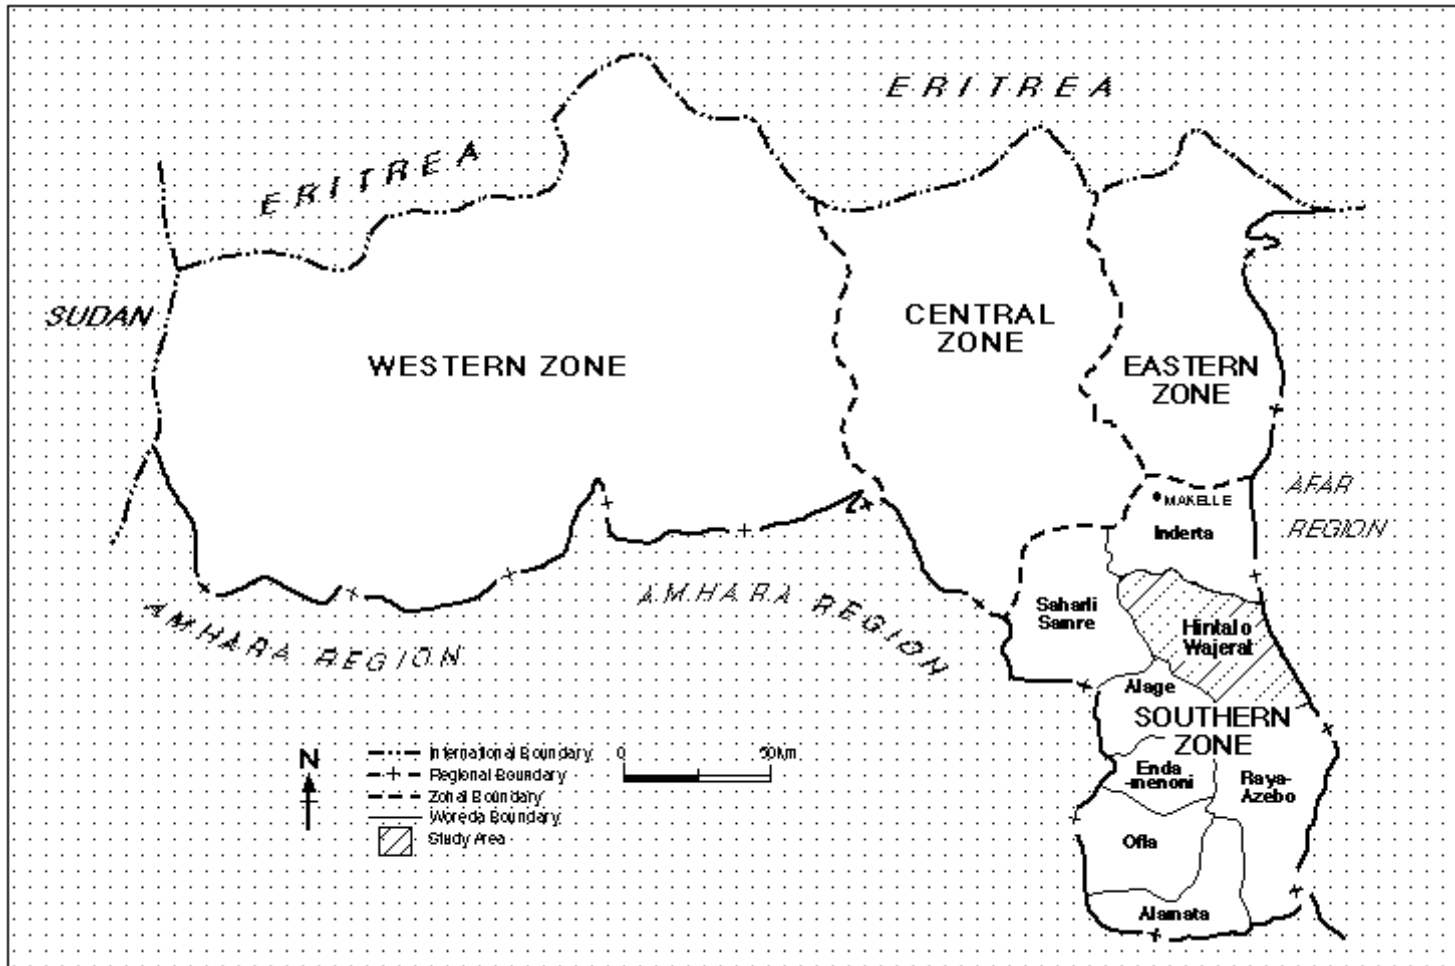 ERITREA
ERITREA
SUDAN
WESTERN ZONE
CENTRAL
ZONE
EASTERN
ZONE
AFAR
REGION
MAKELLE
Inderta
AMHARA REGION
AMHARA REGION
Saharti
Samre
Hintalo
Wajerat
Alage
SOUTHERN
ZONE
Enda
-menoni
Raya-
Azebo
Ofla
Alamata
N
International Boundary
Regional Boundary
Zonal Boundary
Woreda Boundary
Study Area
0 50Km